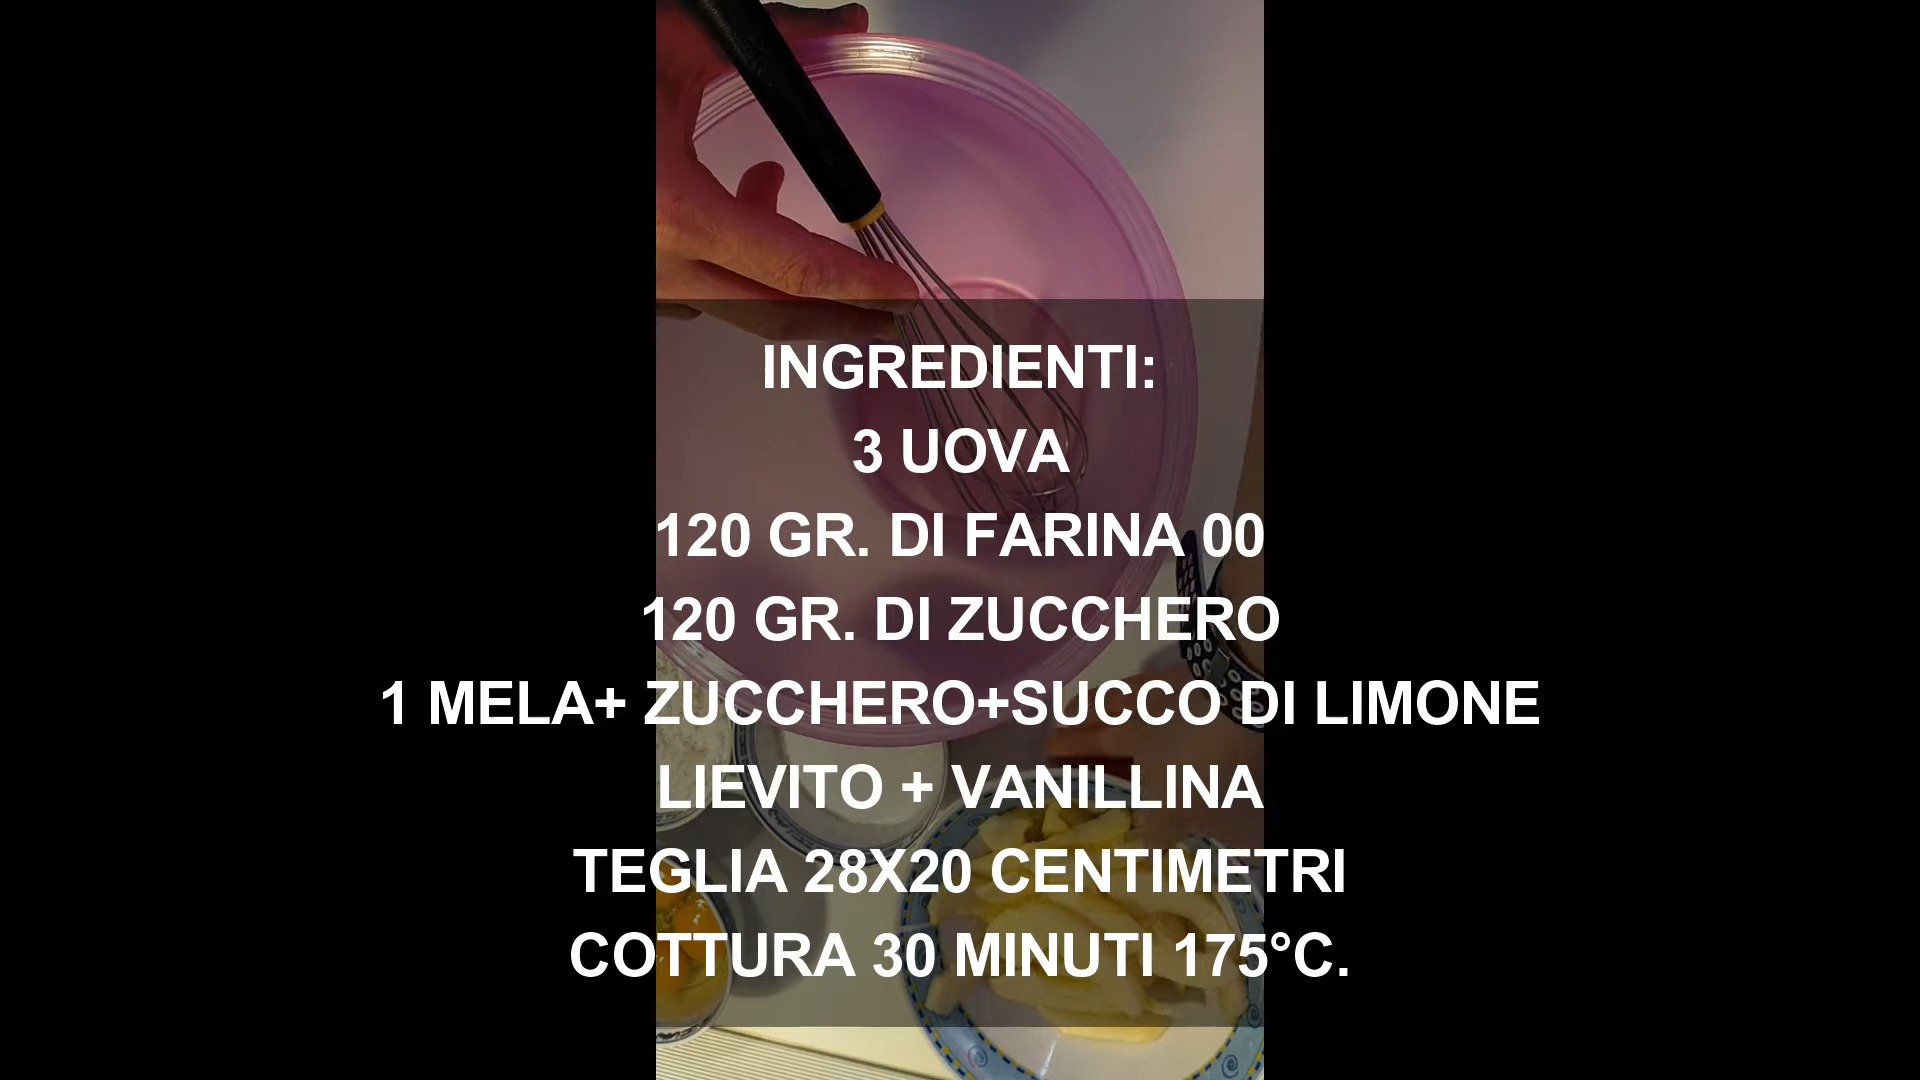 INGREDIENTI:
3 UOVA
120 GR. DI FARINA 00
120 GR. DI ZUCCHERO
1 MELA+ ZUCCHERO+SUCCO DI LIMONE
LIEVITO + VANILLINA
TEGLIA 28X20 CENTIMETRI
COTTURA 30 MINUTI 175°C.